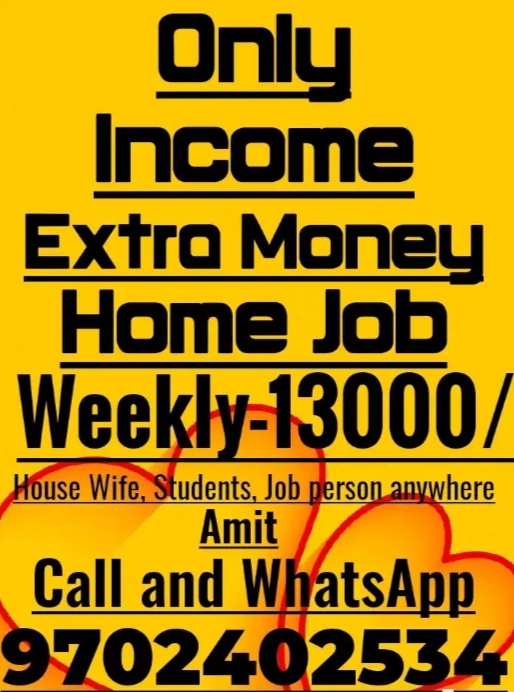 Only
Income
Extra Money
Home Job
Weekly-13000/
House Wife, Students, Job person anywhere
Amit
Call and WhatsApp
9702402534